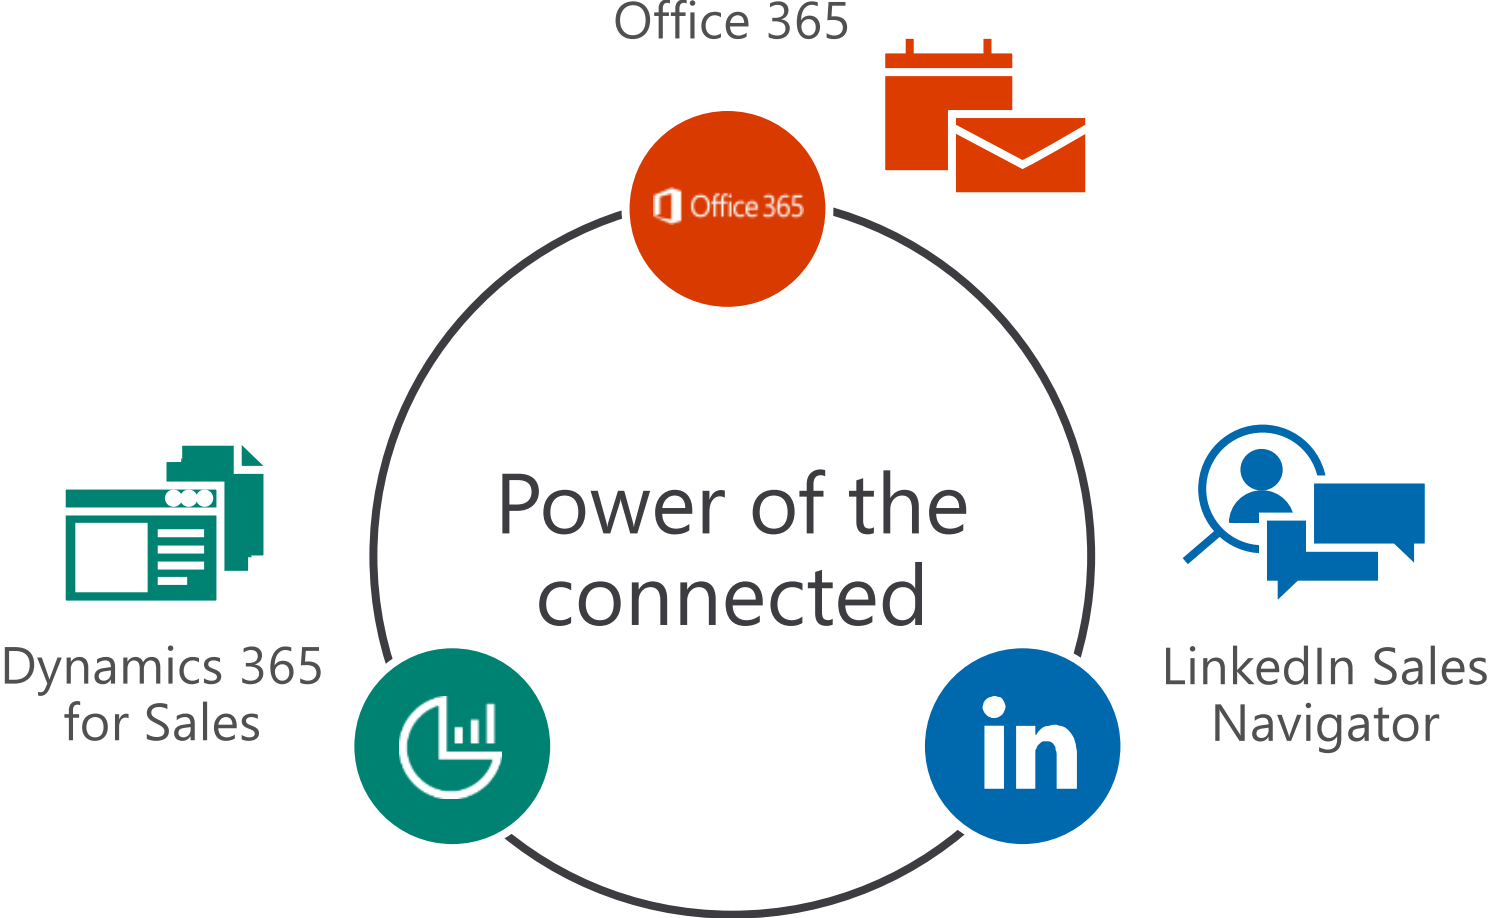 Office 365
Office 365
Power of the
connected
Dynamics 365
for Sales
LinkedIn Sales
Navigator
in